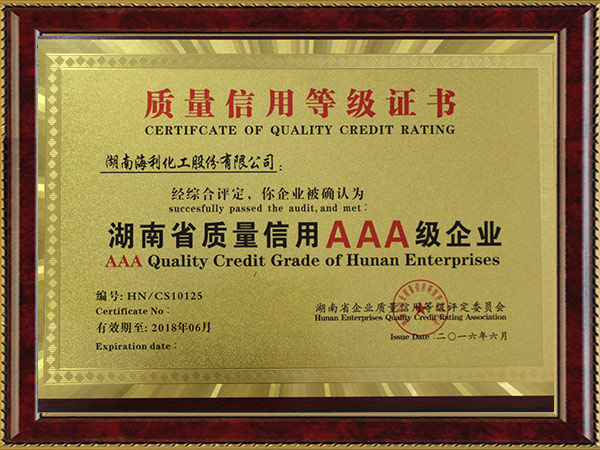 质量信用等级证书
CERTIFCATE OF QUALITY CREDIT RATING
湖南海利化工股份有限公司：
经综合评定，你企业被确认为
succesfully passed the audit,and met：
湖南省质量信用AAA级企业
AAA Quality Credit Grade of Hunan Enterprises
编号：HN/CS10125
Certificate No：
有效期至：2018年06月
Expiration date：
湖南省企业质量信用等级评定委员会
Hunan Enterprises Quality Credit Rating Association
Issue Date：二〇一六年六月